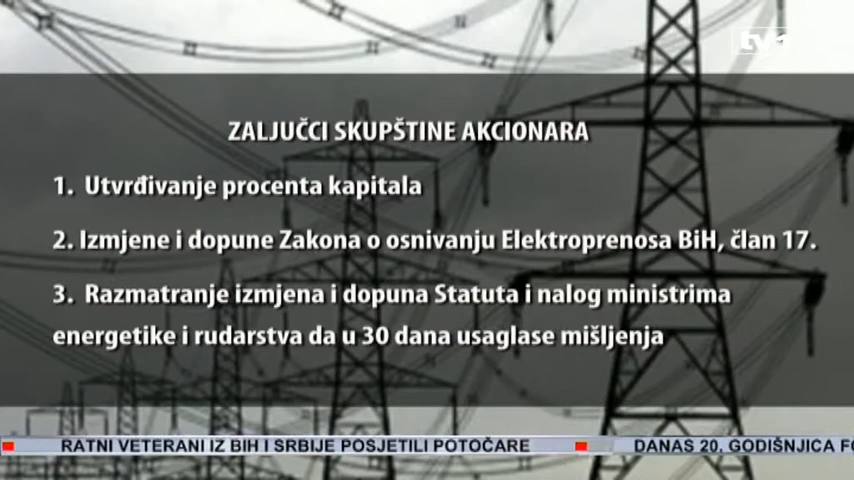 tv1
ZALJUČCI SKUPŠTINE AKCIONARA
1. Utvrđivanje procenta kapitala
2. Izmjene i dopune Zakona o osnivanju Elektroprenosa BiH, član 17.
3. Razmatranje izmjena i dopuna Statuta i nalog ministrima
energetike i rudarstva da u 30 dana usaglase mišljenja
RATNI VETERANI IZ BIH I SRBIJE POSJETILI POTOČARE DANAS 20. GODIŠNJICA